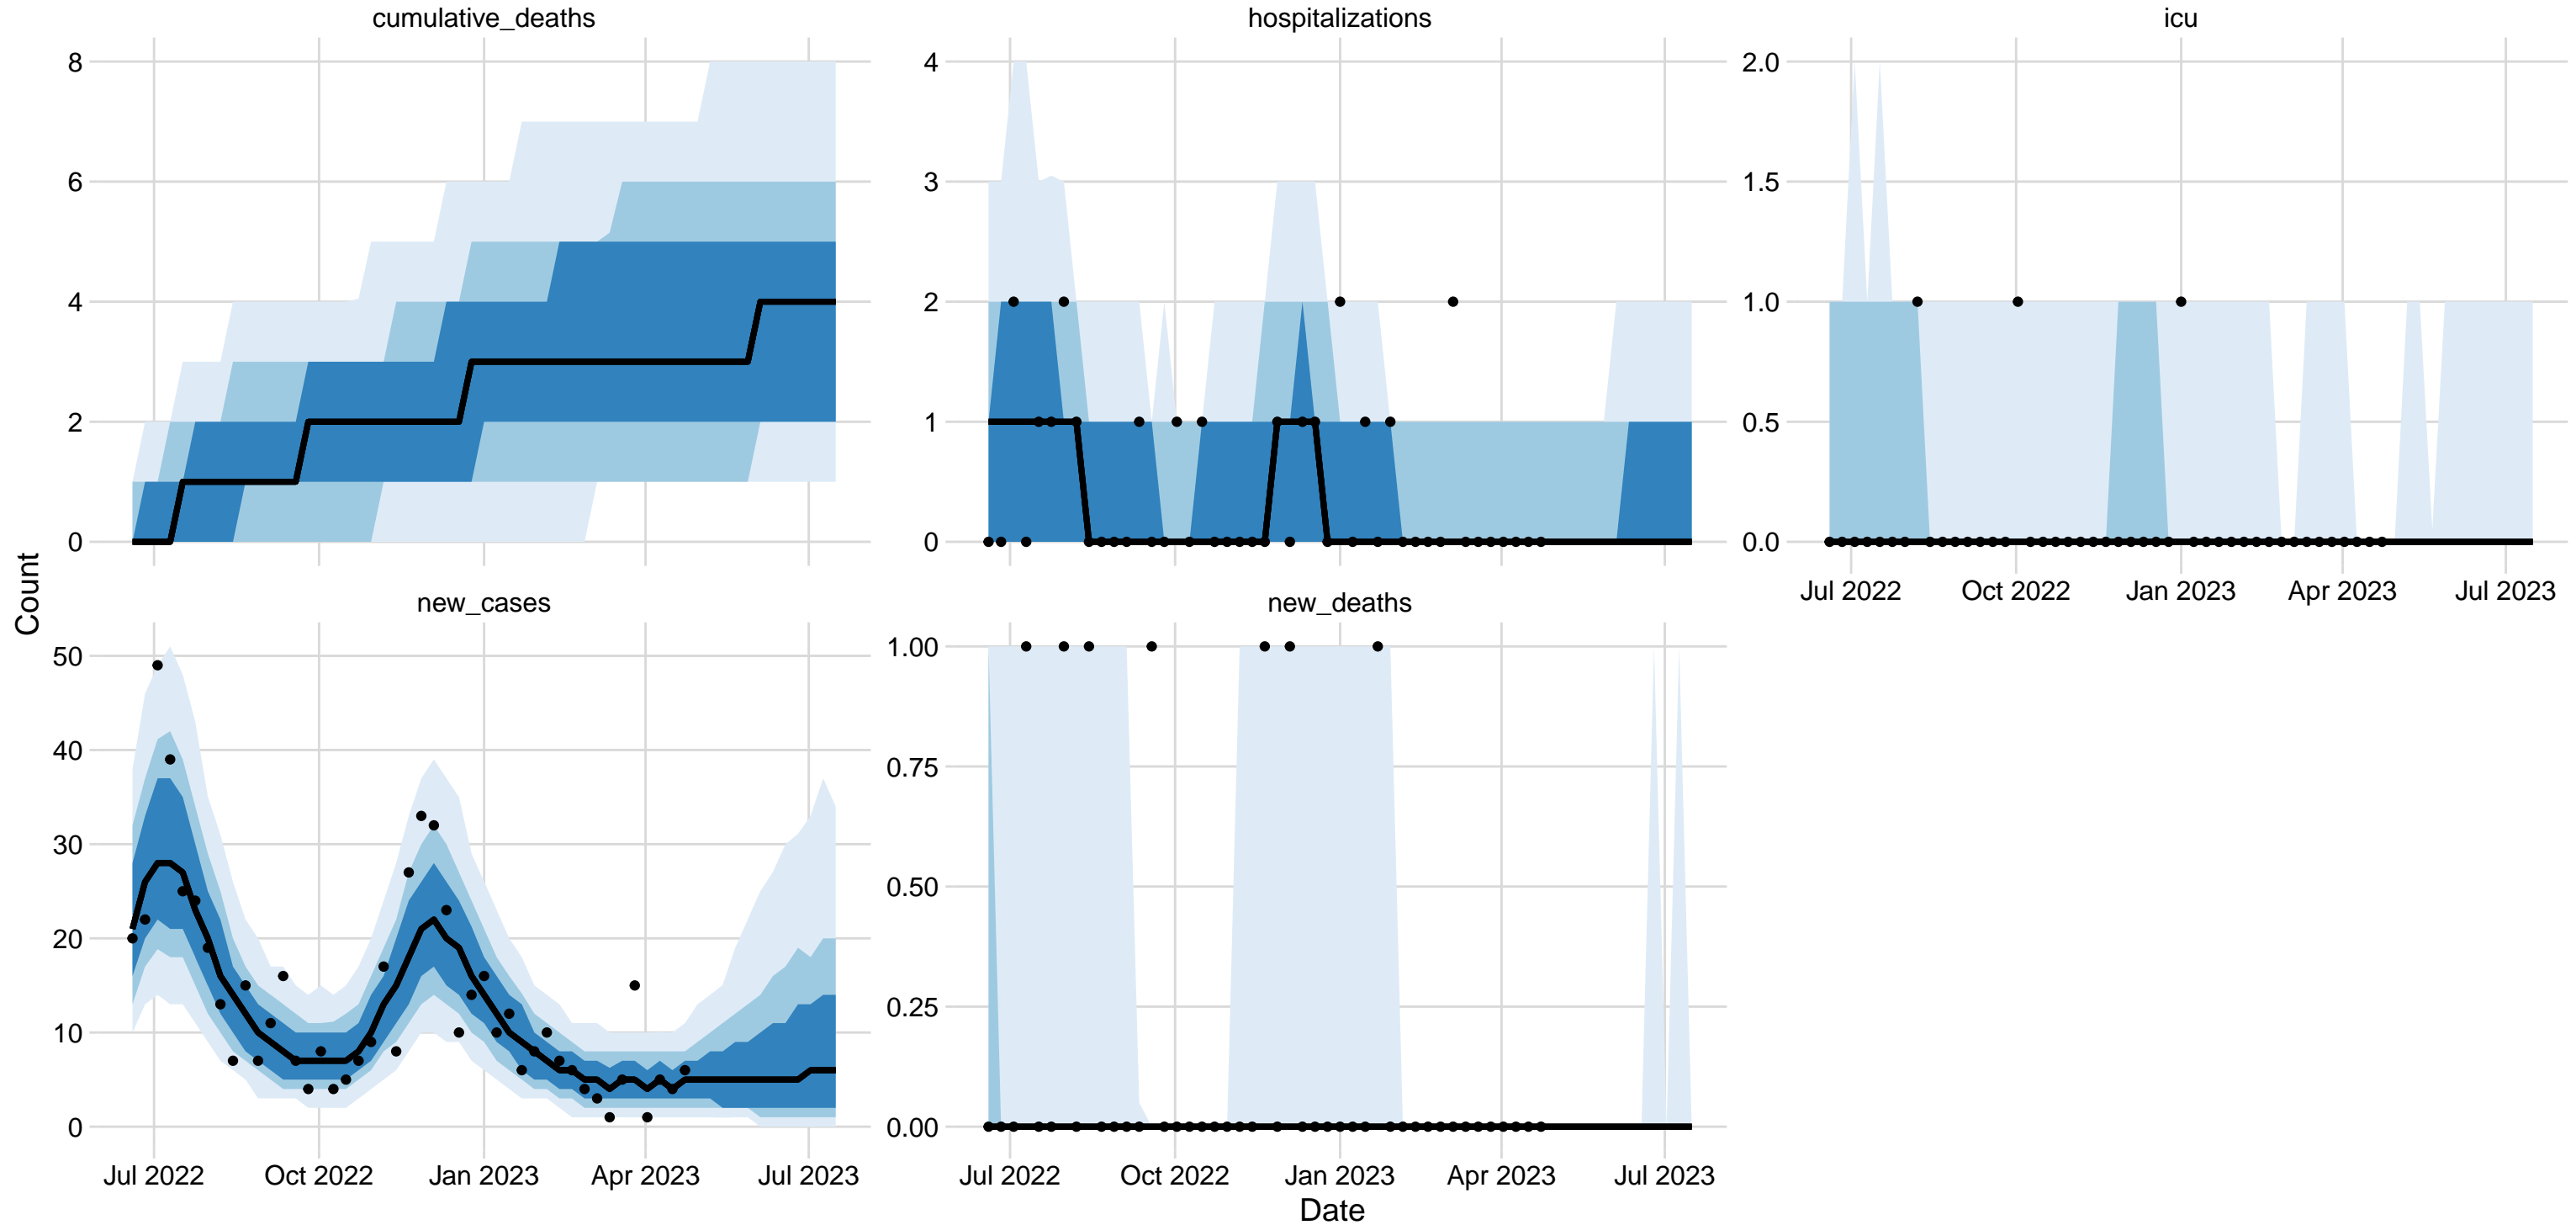 cumulative_deaths
hospitalizations
icu
8
6
4
2
0
4
3
2
1
0
2.0
1.5
1.0
0.5
0.0
Jul 2022 Oct 2022 Jan 2023 Apr 2023 Jul 2023
Count
new_cases
new_deaths
50
40
30
20
10
0
1.00
0.75
0.50
0.25
0.00
Jul 2022 Oct 2022 Jan 2023 Apr 2023 Jul 2023
Jul 2022 Oct 2022 Jan 2023 Apr 2023 Jul 2023
Date